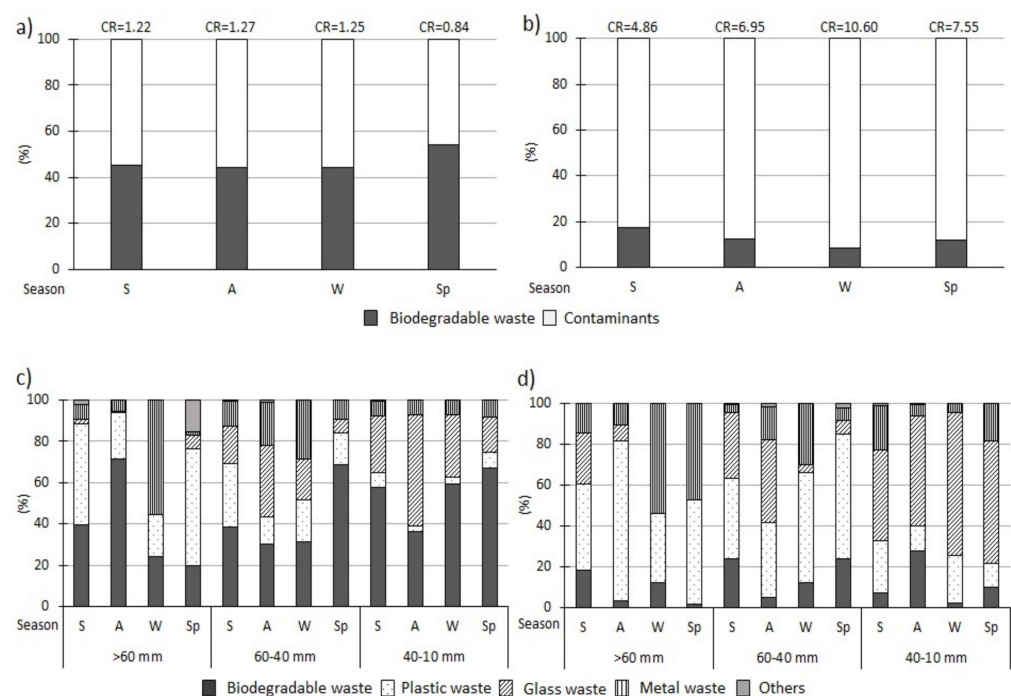 a)
CR=1.22 CR=1.27 CR=1.25 CR=0.84
100
80
60
40
20
0
(%)
Season S A W Sp
b)
CR=4.86 CR=6.95 CR=10.60 CR=7.55
100
80
60
40
20
0
(%)
Season S A W Sp
Biodegradable waste Contaminants
c)
100
80
60
40
20
0
(%)
Season S A W Sp S A W Sp S A W Sp
>60 mm 60-40 mm 40-10 mm
d)
100
80
60
40
20
0
(%)
Season S A W Sp S A W Sp S A W Sp
>60 mm 60-40 mm 40-10 mm
Biodegradable waste Plastic waste Glass waste Metal waste Others